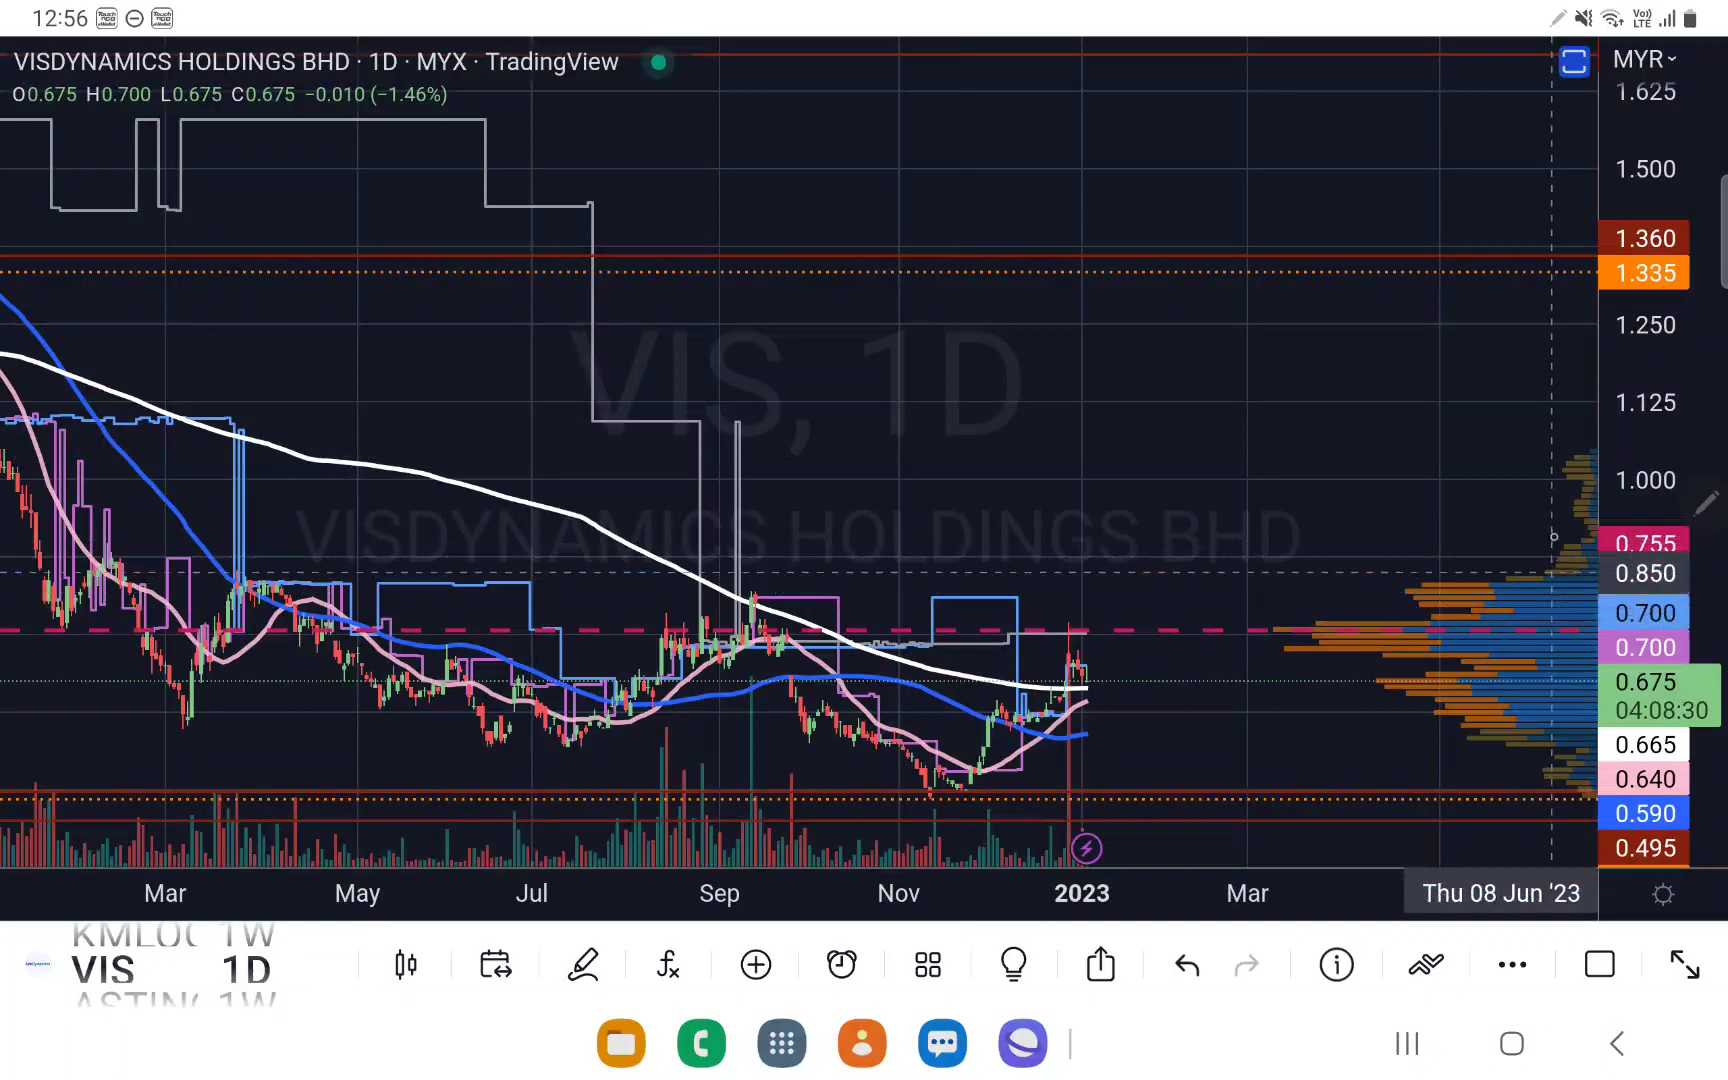 12:56
VISDYNAMICS HOLDINGS BHD · 1D · MYX · TradingView
O0.675 H0.700 L0.675 C0.675 −0.010 (−1.46%)
MYR
1.625
1.500
1.360
1.335
1.250
1.125
1.000
0.755
0.850
0.700
0.700
0.675
04:08:30
0.665
0.640
0.590
0.495
VIS, 1D
VISDYNAMICS HOLDINGS BHD
Mar May Jul Sep Nov 2023 Mar Thu 08 Jun '23
VIS 1D